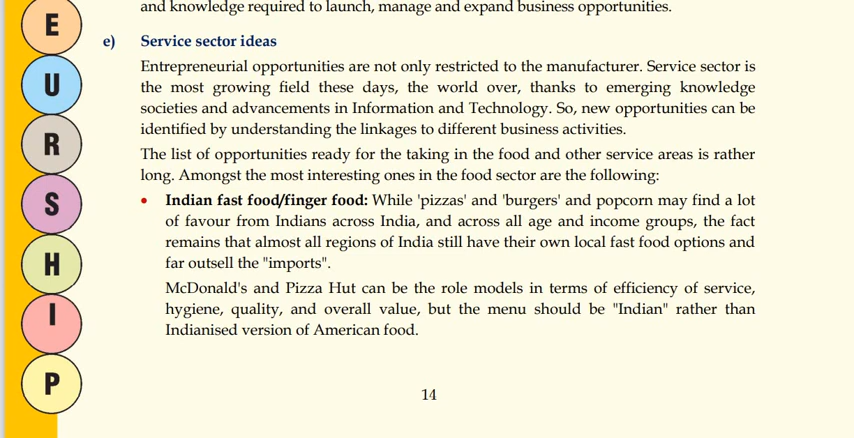 and knowledge required to launch, manage and expand business opportunities.
e) Service sector ideas
Entrepreneurial opportunities are not only restricted to the manufacturer. Service sector is
the most growing field these days, the world over, thanks to emerging knowledge
societies and advancements in Information and Technology. So, new opportunities can be
identified by understanding the linkages to different business activities.
The list of opportunities ready for the taking in the food and other service areas is rather
long. Amongst the most interesting ones in the food sector are the following:
• Indian fast food/finger food: While 'pizzas' and 'burgers' and popcorn may find a lot
of favour from Indians across India, and across all age and income groups, the fact
remains that almost all regions of India still have their own local fast food options and
far outsell the "imports".
McDonald's and Pizza Hut can be the role models in terms of efficiency of service,
hygiene, quality, and overall value, but the menu should be "Indian" rather than
Indianised version of American food.
14
E
U
R
S
H
I
P